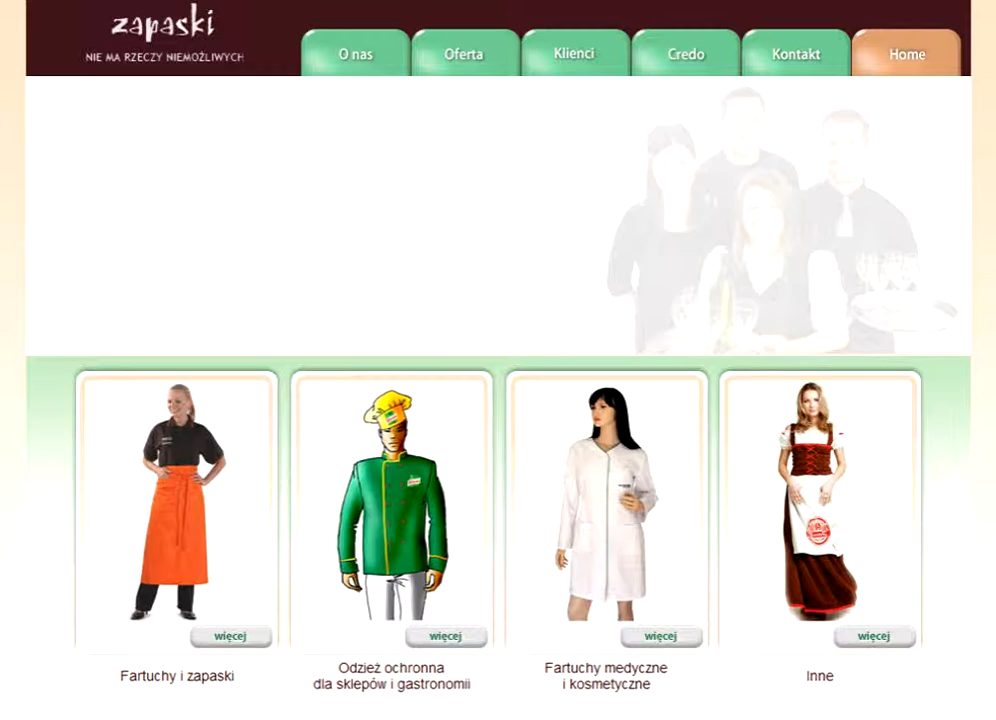 zapaski
NIE MA RZECZY NIEMOŻLIWYCH
O nas
Oferta
Klienci
Credo
Kontakt
Home
więcej
więcej
więcej
więcej
Fartuchy i zapaski
Odzież ochronna
dla sklepów i gastronomii
Fartuchy medyczne
i kosmetyczne
Inne